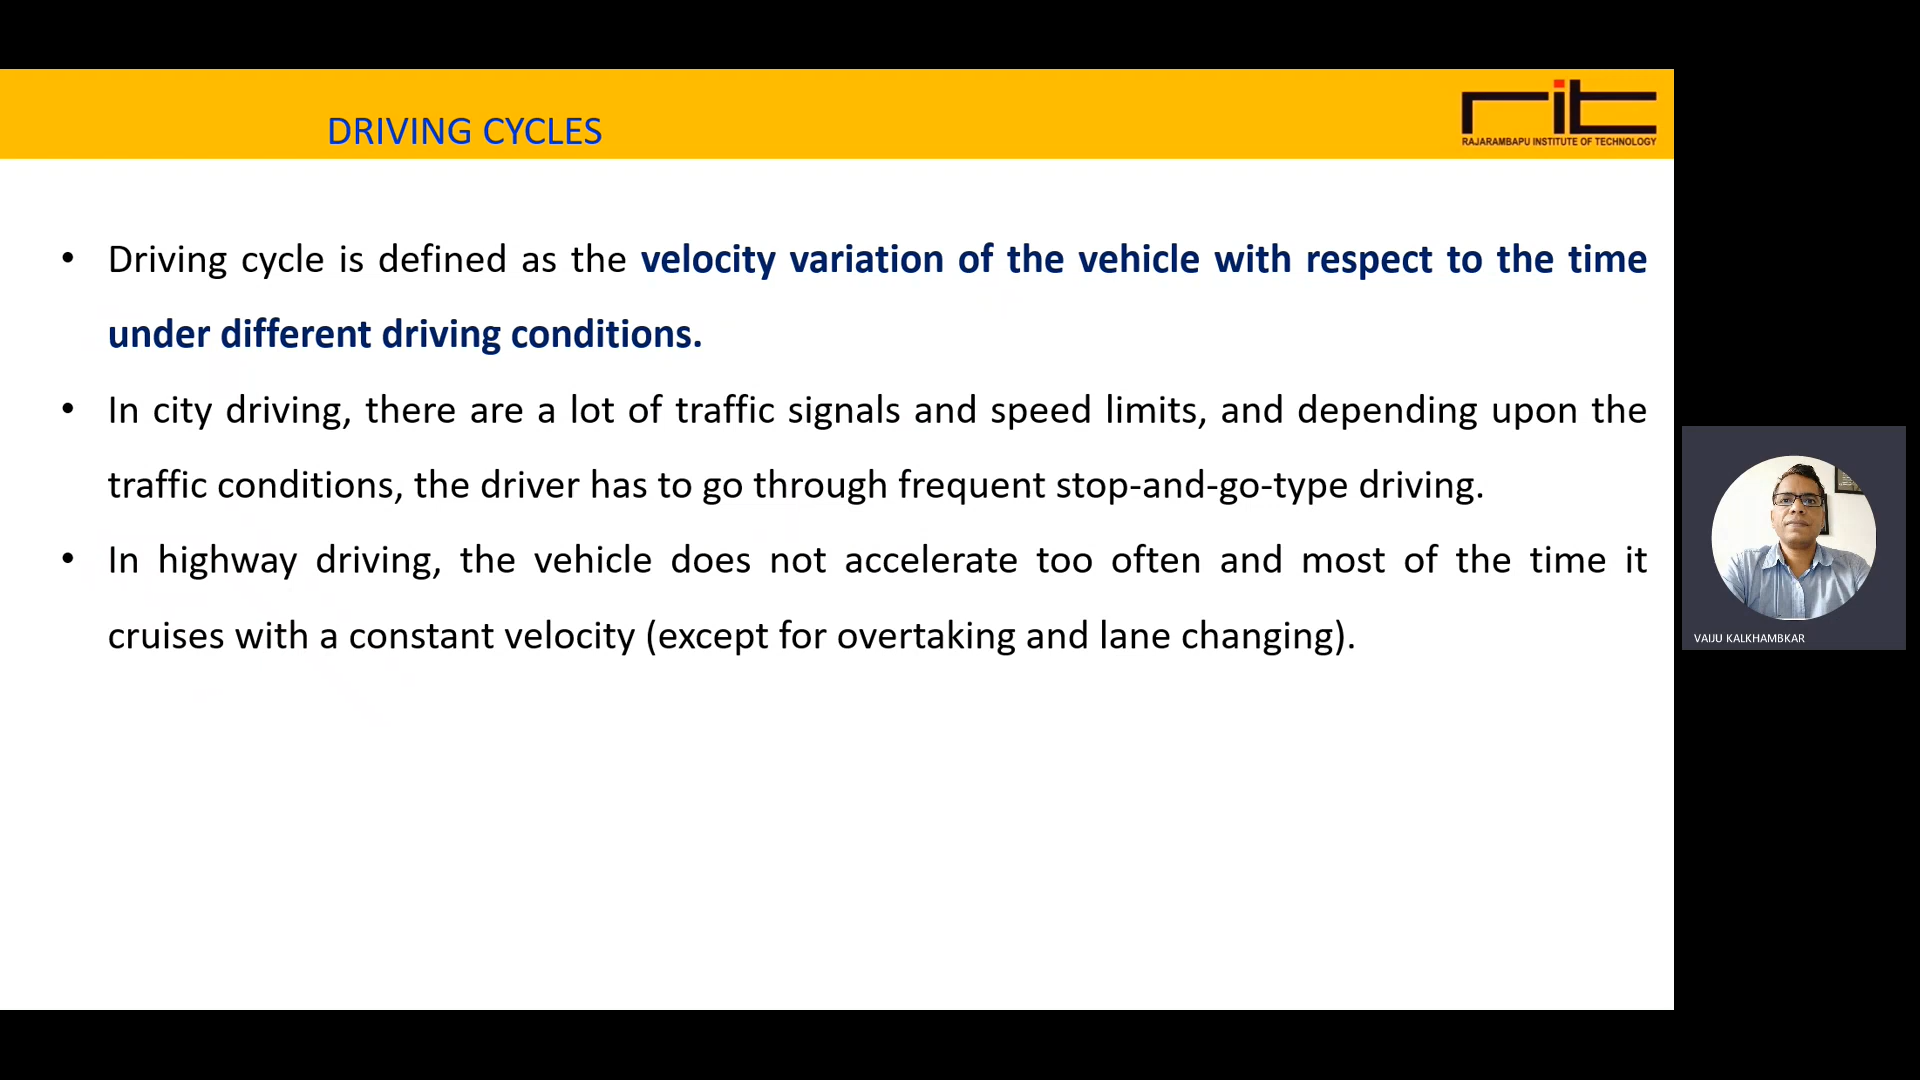 DRIVING CYCLES
rit
RAJARAMBAPU INSTITUTE OF TECHNOLOGY
• Driving cycle is defined as the velocity variation of the vehicle with respect to the time
under different driving conditions.
• In city driving, there are a lot of traffic signals and speed limits, and depending upon the
traffic conditions, the driver has to go through frequent stop-and-go-type driving.
• In highway driving, the vehicle does not accelerate too often and most of the time it
cruises with a constant velocity (except for overtaking and lane changing).
VAIJU KALKHAMBKAR